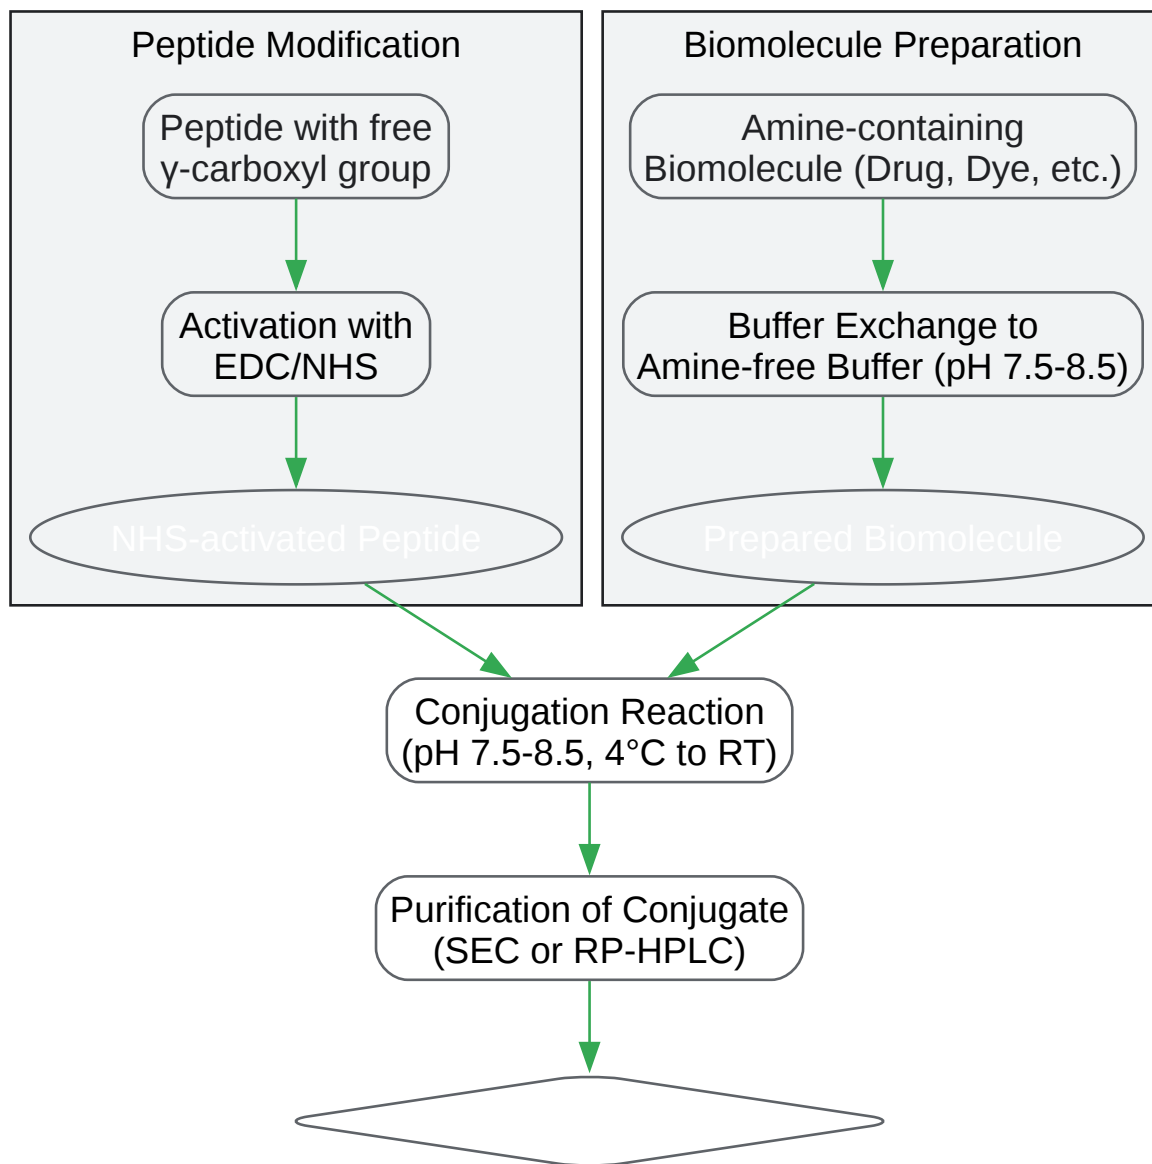 Peptide Modification
Peptide with free
γ-carboxyl group
Activation with
EDC/NHS
NHS-activated Peptide
Biomolecule Preparation
Amine-containing
Biomolecule (Drug, Dye, etc.)
Buffer Exchange to
Amine-free Buffer (pH 7.5-8.5)
Prepared Biomolecule
Conjugation Reaction
(pH 7.5-8.5, 4°C to RT)
Purification of Conjugate
(SEC or RP-HPLC)